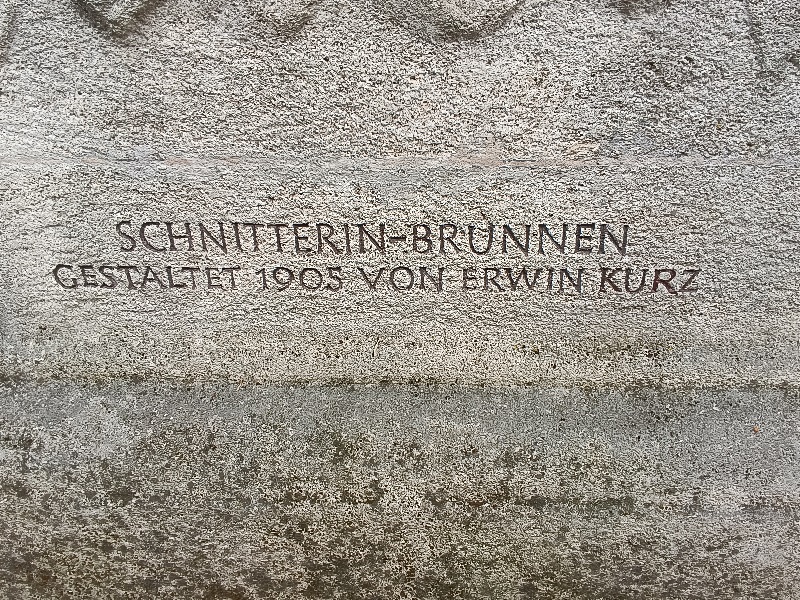 SCHNITTERIN-BRUNNEN
GESTALTET 1905 VON ERWIN KURZ